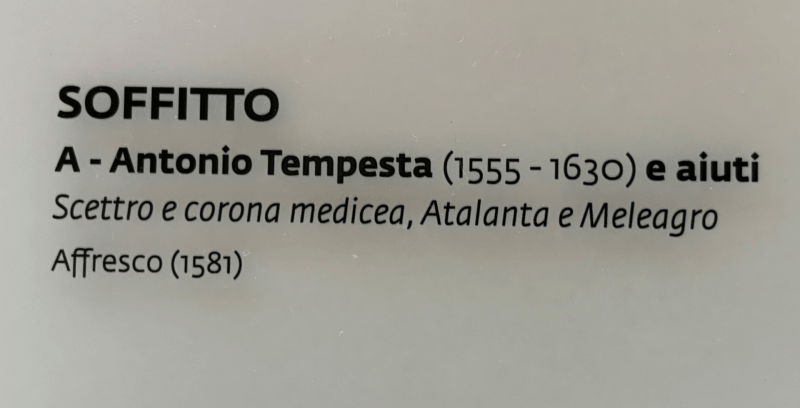 SOFFITTO
A - Antonio Tempesta (1555 - 1630) e aiuti
Scettro e corona medicea, Atalanta e Meleagro
Affresco (1581)